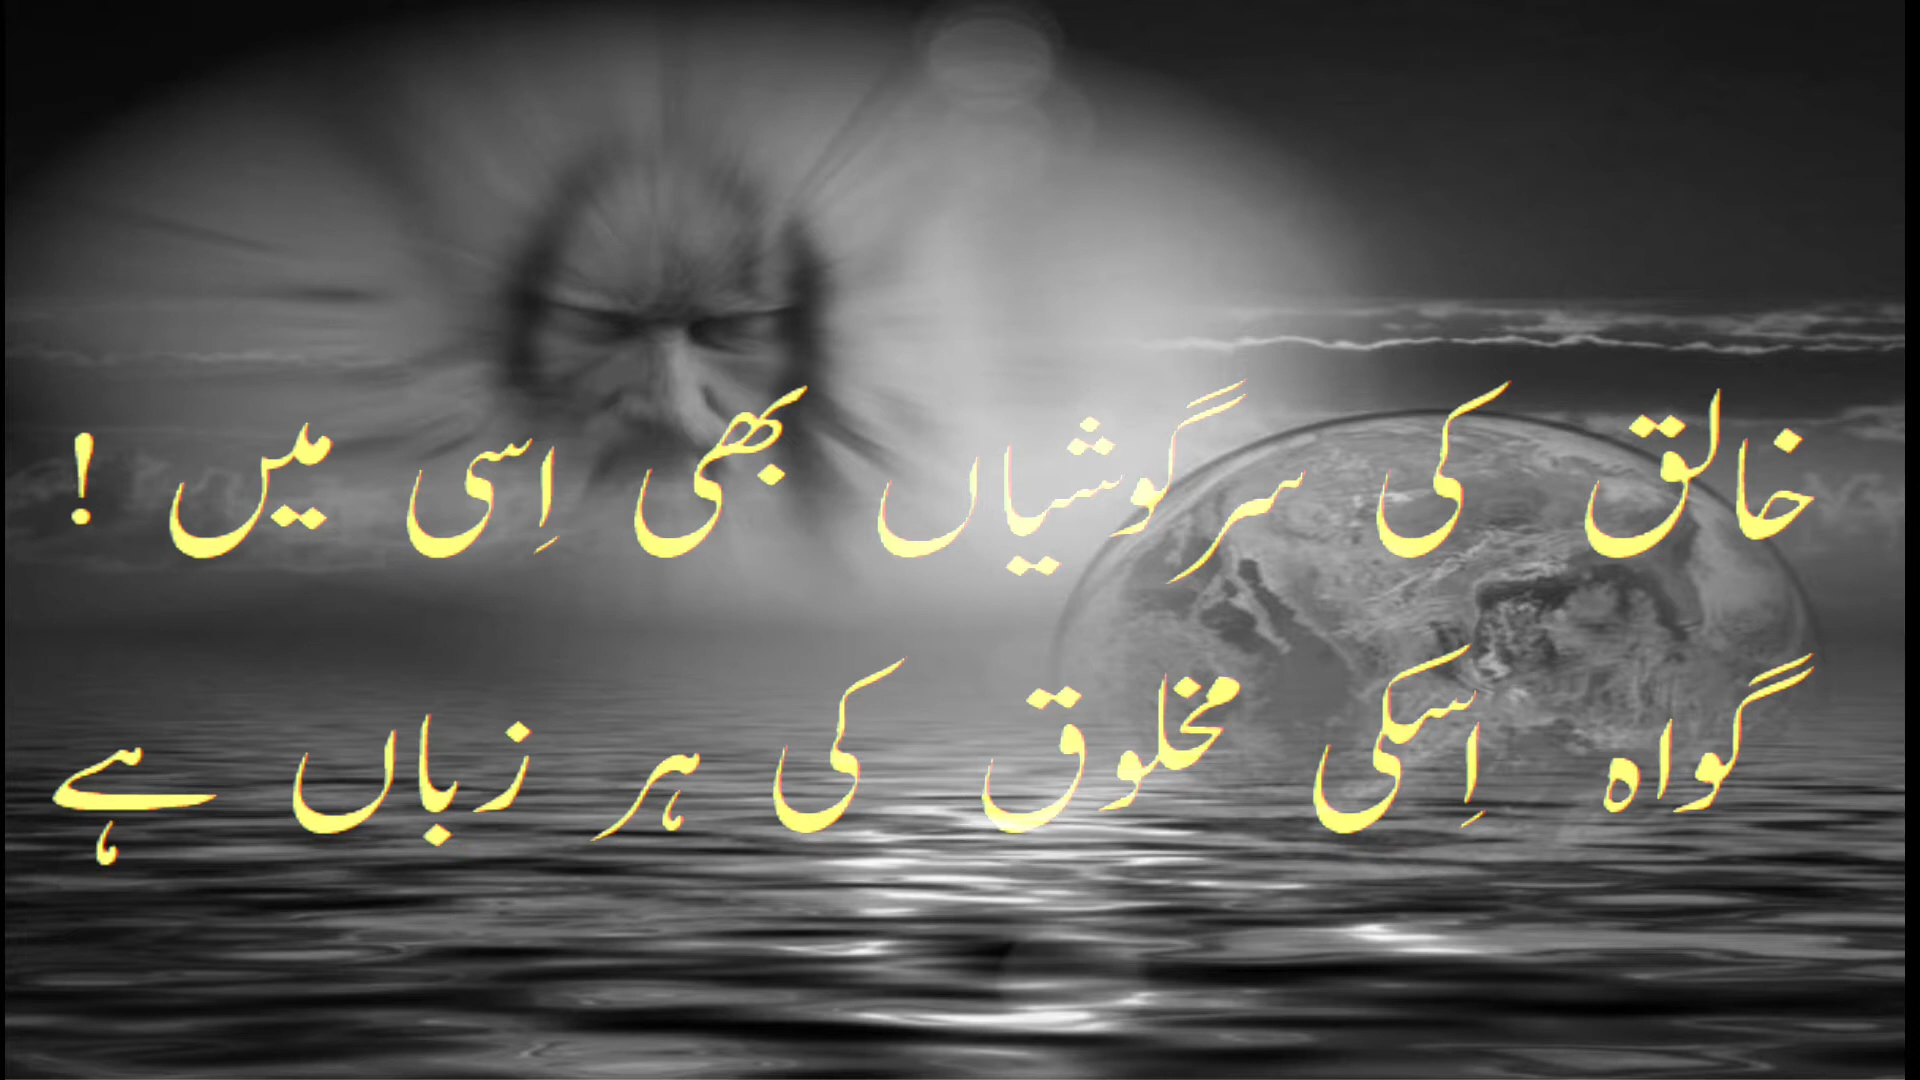 خالق کی سرگوشیاں بھی اِسی میں !
گواہ اِسکی مخلوق کی ہر زباں ہے